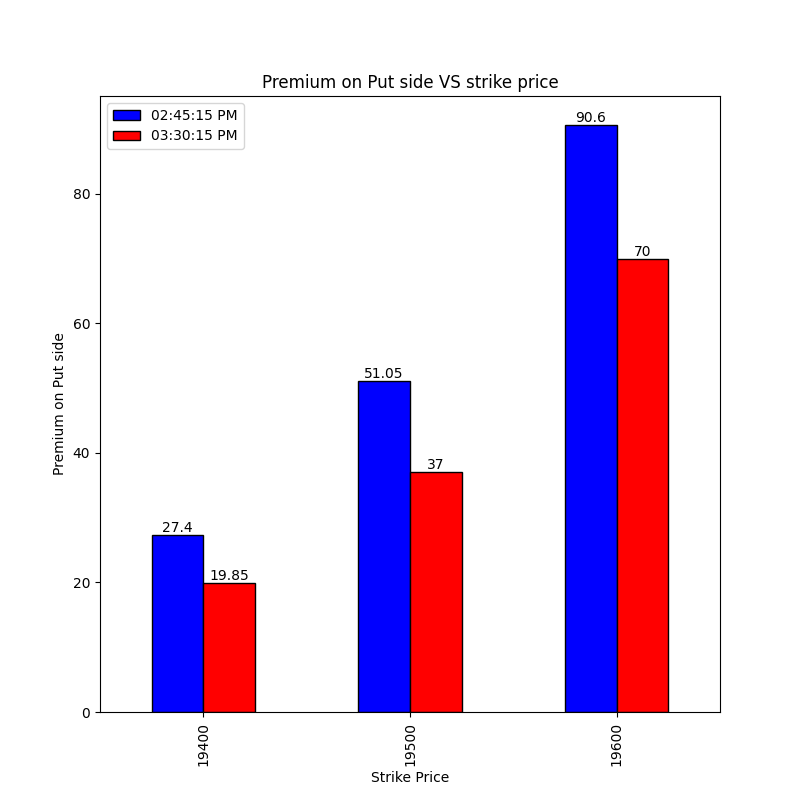 Premium on Put side VS strike price
02:45:15 PM
03:30:15 PM
90.6
80
70
60
51.05
Premium on Put side
40
37
27.4
19.85
20
0
19400
19500
19600
Strike Price